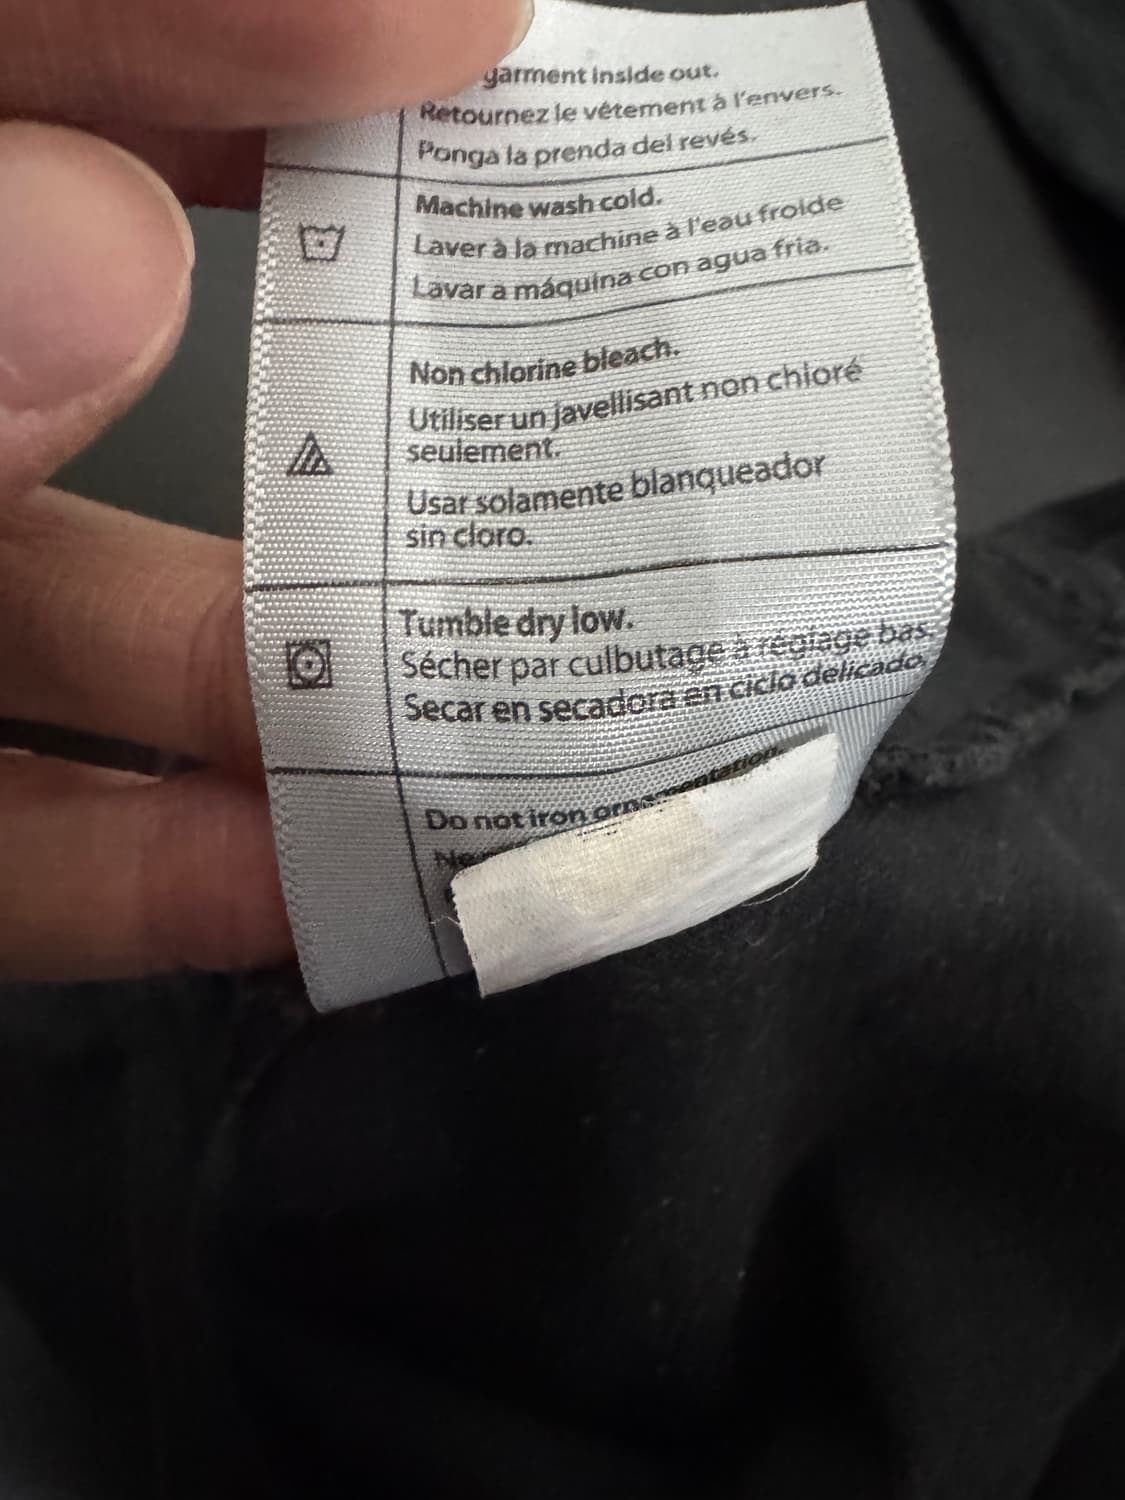 garment inside out.
Retournez le vêtement à l'envers.
Ponga la prenda del revés.
Machine wash cold.
Laver à la machine à l'eau froide
Lavar a máquina con agua fria.
Non chlorine bleach.
Utiliser un javellisant non chloré
seulement.
Usar solamente blanqueador
sin cloro.
Tumble dry low.
Sécher par culbutage à réglage bas.
Secar en secadora en ciclo delicado.
Do not iron ornamentation.